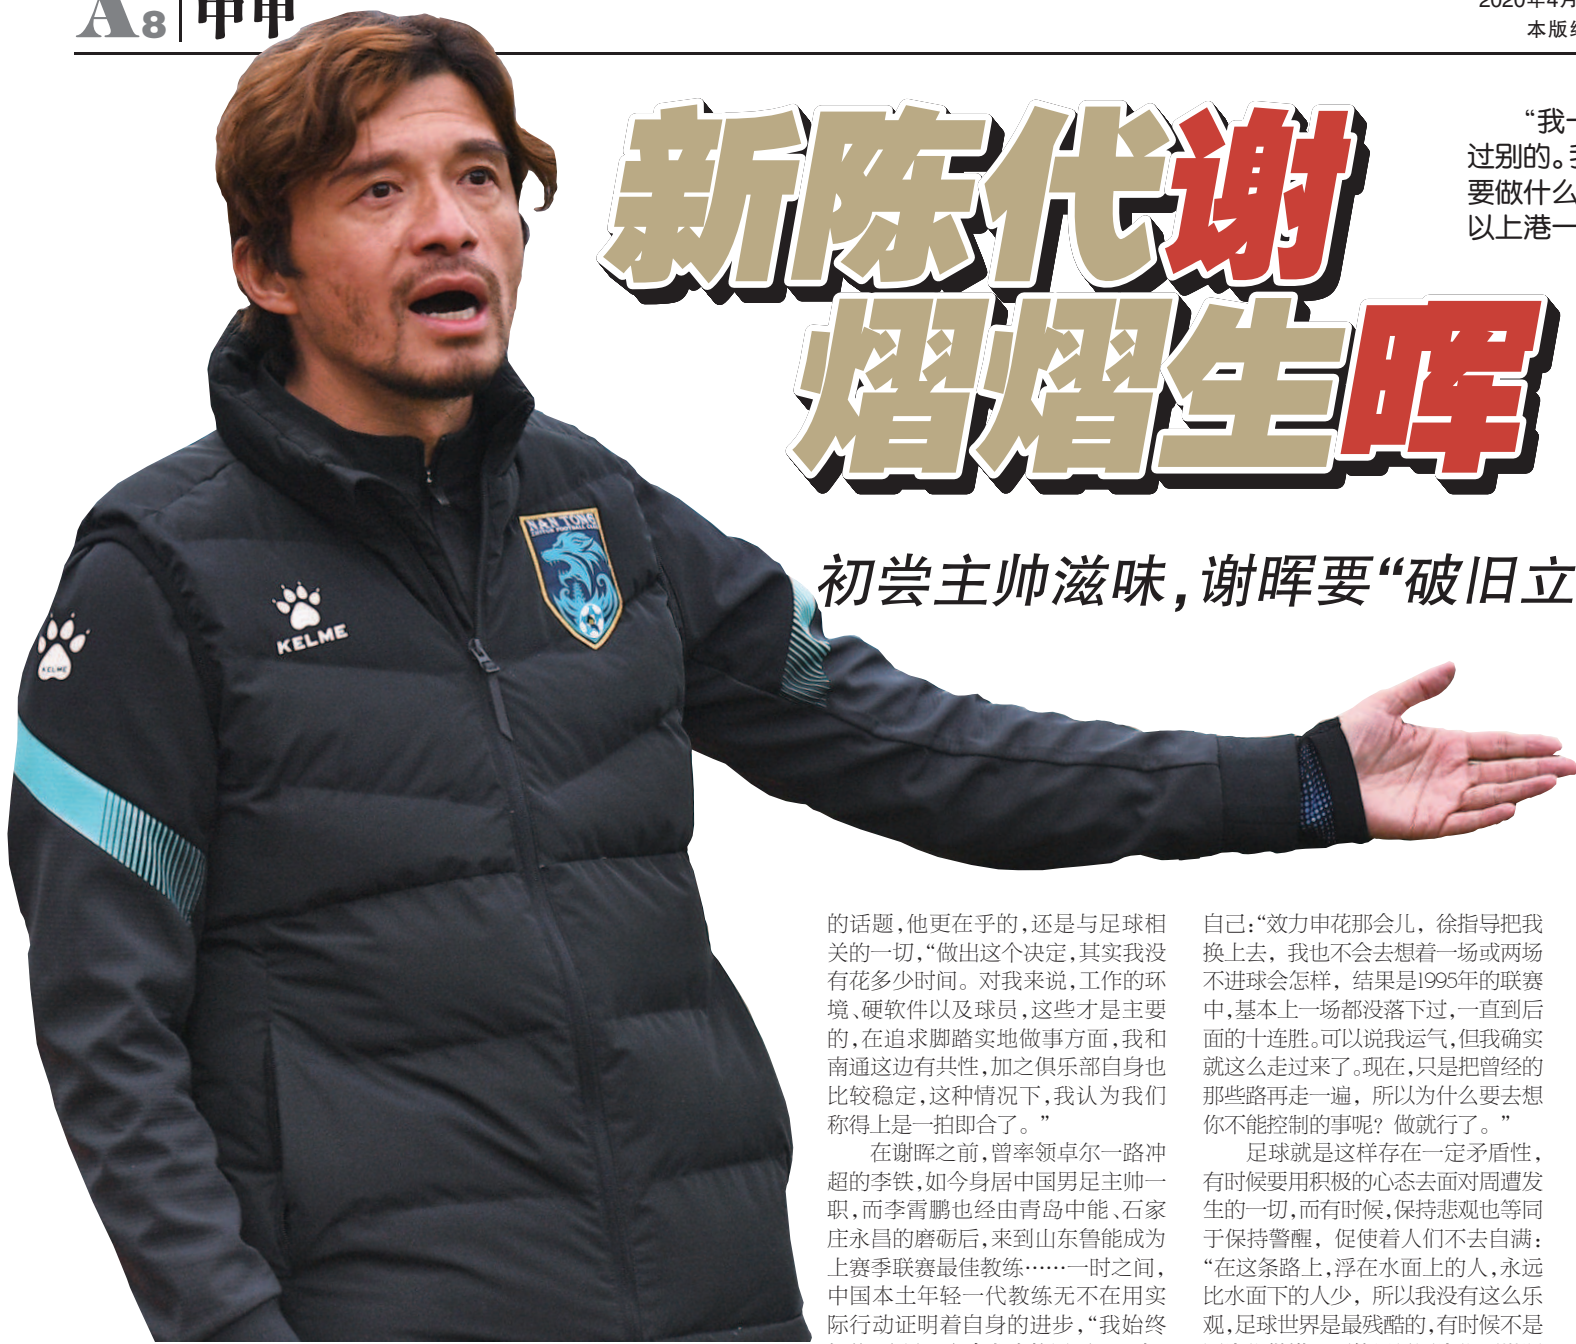 A8 中甲
2020年4月
本版编
新陈代谢
熠熠生晖
“我一
过别的。我
要做什么
以上港一
初尝主帅滋味，谢晖要“破旧立
NAN TONG
KELME
KELME
的话题，他更在乎的，还是与足球相
关的一切，“做出这个决定，其实我没
有花多少时间。对我来说，工作的环
境、硬软件以及球员，这些才是主要
的，在追求脚踏实地做事方面，我和
南通这边有共性，加之俱乐部自身也
比较稳定，这种情况下，我认为我们
称得上是一拍即合了。”
在谢晖之前，曾率领卓尔一路冲
超的李铁，如今身居中国男足主帅一
职，而李霄鹏也经由青岛中能、石家
庄永昌的磨砺后，来到山东鲁能成为
上赛季联赛最佳教练……一时之间，
中国本土年轻一代教练无不在用实
际行动证明着自身的进步，“我始终
自己：“效力申花那会儿，徐指导把我
换上去，我也不会去想着一场或两场
不进球会怎样，结果是1995年的联赛
中，基本上一场都没落下过，一直到后
面的十连胜。可以说我运气，但我确实
就这么走过来了。现在，只是把曾经的
那些路再走一遍，所以为什么要去想
你不能控制的事呢？做就行了。”
足球就是这样存在一定矛盾性，
有时候要用积极的心态去面对周遭发
生的一切，而有时候，保持悲观也等同
于保持警醒，促使着人们不去自满：
“在这条路上，浮在水面上的人，永远
比水面下的人少，所以我没有这么乐
观，足球世界是最残酷的，有时候不是